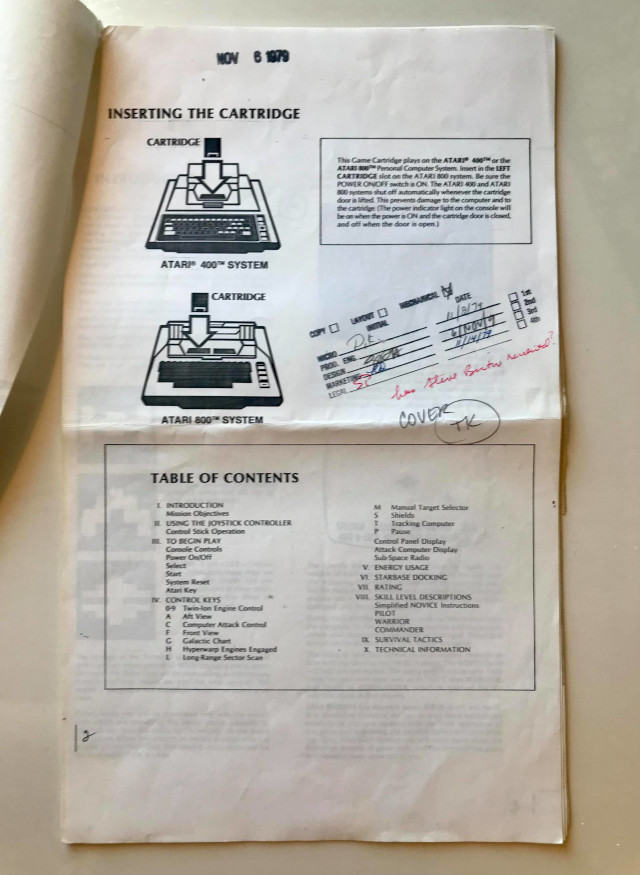 NOV 6 1979
INSERTING THE CARTRIDGE
CARTRIDGE
ATARI® 400™ SYSTEM
CARTRIDGE
ATARI 800™ SYSTEM
This Game Cartridge plays on the ATARI® 400™ or the
ATARI 800™ Personal Computer System. Insert in the LEFT
CARTRIDGE slot on the ATARI 800 system. Be sure the
POWER ON/OFF switch is ON. The ATARI 400 and ATARI
800 systems shut off automatically whenever the cartridge
door is lifted. This prevents damage to the computer and to
the cartridge. (The power indicator light on the console will
be on when the power is ON and the cartridge door is closed,
and off when the door is open.)
COPY LAYOUT MECHANICAL
INITIAL DATE
MICRO
PROD. ENG.
DESIGN 11/14/79
MARKETING
LEGAL
1st
2nd
3rd
4th
has Steve received?
COVER TK
TABLE OF CONTENTS
I. INTRODUCTION
Mission Objectives
II. USING THE JOYSTICK CONTROLLER
Control Stick Operation
III. TO BEGIN PLAY
Console Controls
Power On/Off
Select
Start
System Reset
Atari Key
IV. CONTROL KEYS
0-9 Twin-Ion Engine Control
A Aft View
C Computer Attack Control
F Front View
G Galactic Chart
H Hyperwarp Engines Engaged
L Long-Range Sector Scan
M Manual Target Selector
S Shields
T Tracking Computer
P Pause
Control Panel Display
Attack Computer Display
Sub-Space Radio
V. ENERGY USAGE
VI. STARBASE DOCKING
VII. RATING
VIII. SKILL LEVEL DESCRIPTIONS
Simplified NOVICE Instructions
PILOT
WARRIOR
COMMANDER
IX. SURVIVAL TACTICS
X. TECHNICAL INFORMATION
2